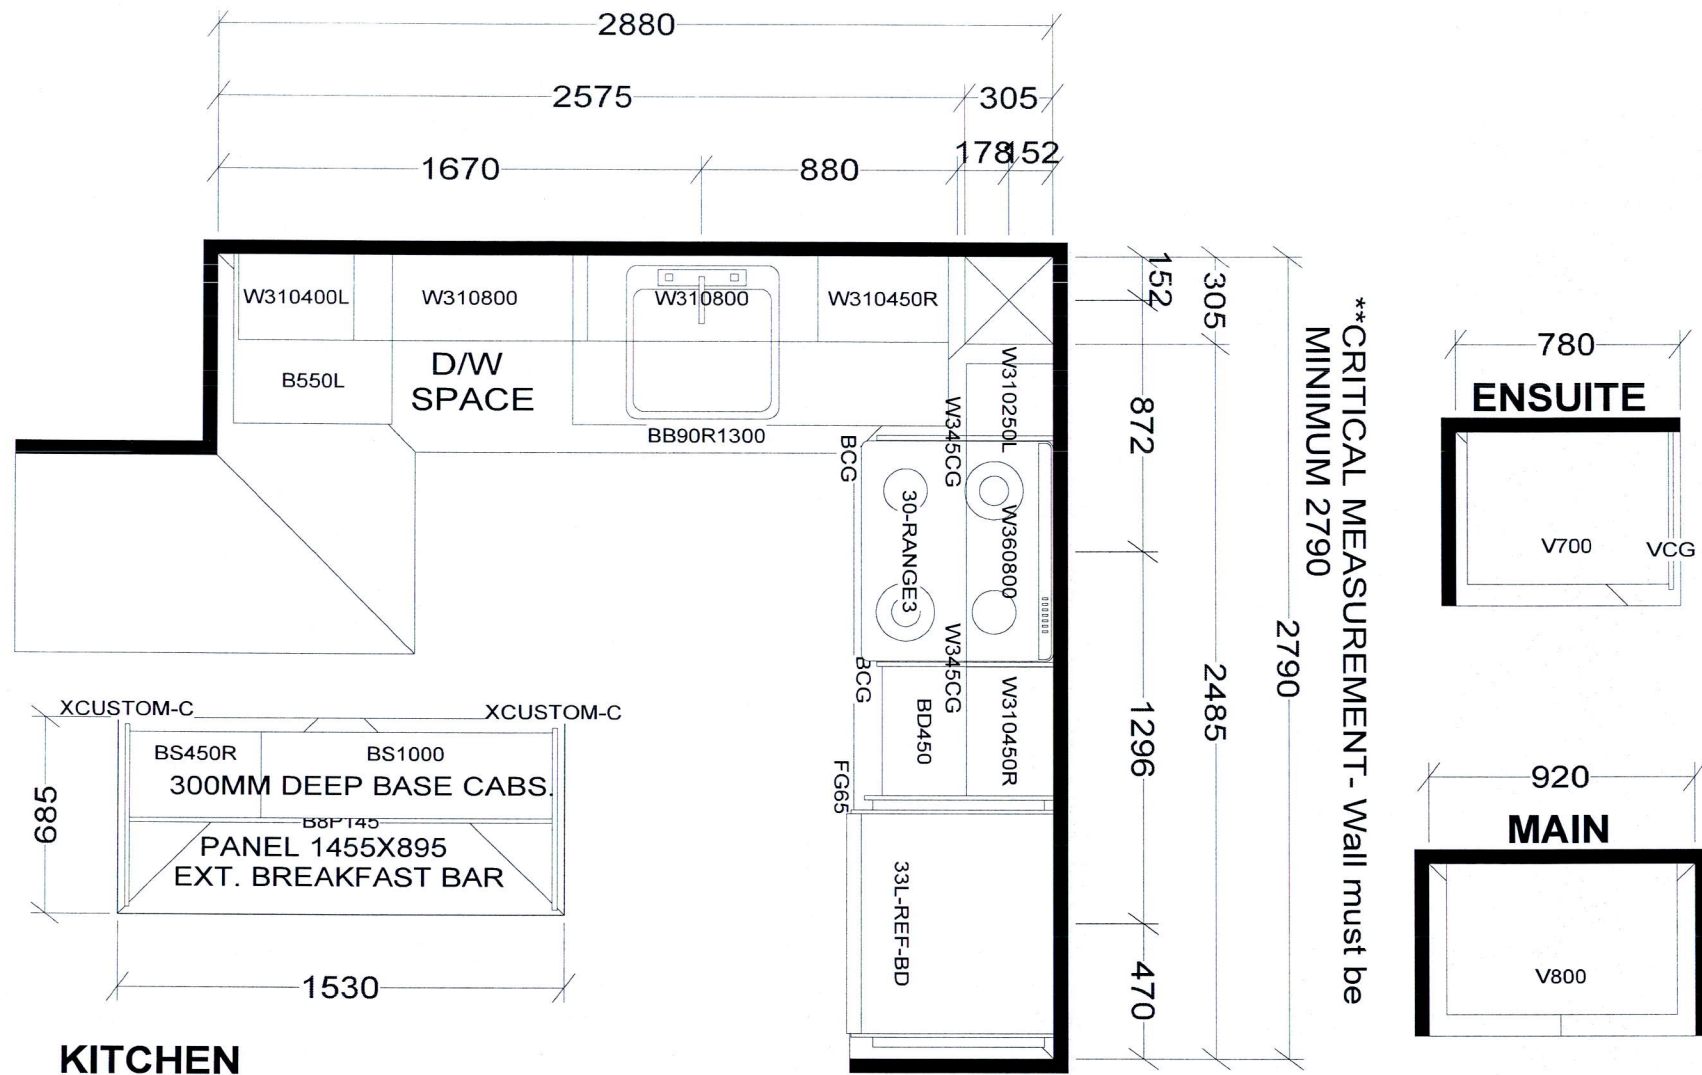 2880
2575
305
1670
880
178
152
W310400L
W310800
W310800
W310450R
B550L
D/W
SPACE
BB90R1300
W310250L
W345CG
BCG
30-RANGE3
W360800
W345CG
BCG
BD450
W310450R
FG65
33L-REF-BD
152
305
872
1296
2485
2790
470
**CRITICAL MEASUREMENT- Wall must be
MINIMUM 2790
780
ENSUITE
V700
VCG
920
MAIN
V800
XCUSTOM-C
XCUSTOM-C
BS450R
BS1000
300MM DEEP BASE CABS.
685
PANEL 1455X895
EXT. BREAKFAST BAR
1530
KITCHEN